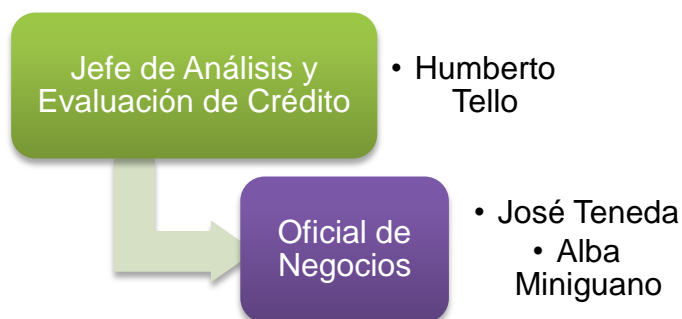 Jefe de Análisis y
Evaluación de Crédito
• Humberto
Tello
Oficial de
Negocios
• José Teneda
• Alba
Miniguano